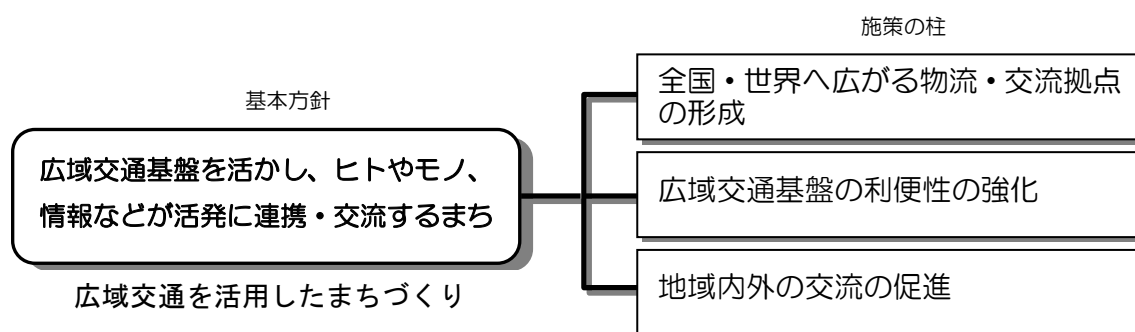 施策の柱
基本方針
全国・世界へ広がる物流・交流拠点
の形成
広域交通基盤を活かし、ヒトやモノ、
情報などが活発に連携・交流するまち
広域交通基盤の利便性の強化
広域交通を活用したまちづくり
地域内外の交流の促進